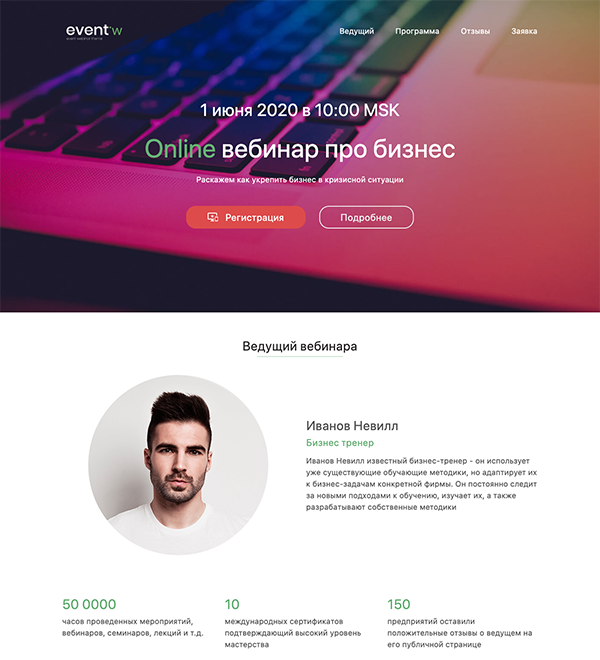 event'w
Ведущий Программа Отзывы Заявка
1 июня 2020 в 10:00 MSK
Online вебинар про бизнес
Раскажем как укрепить бизнес в кризисной ситуации
Регистрация Подробнее
Ведущий вебинара
Иванов Невилл
Бизнес тренер
Иванов Невилл известный бизнес-тренер - он использует
уже существующие обучающие методики, но адаптирует их
к бизнес-задачам конкретной фирмы. Он постоянно следит
за новыми подходами к обучению, изучает их, а также
разрабатывают собственные методики
50 0000
часов проведенных мероприятий,
вебинаров, семинаров, лекций и т.д.
10
международных сертификатов
подтверждающий высокий уровень
мастерства
150
предприятий оставили
положительные отзывы о ведущем на
его публичной странице